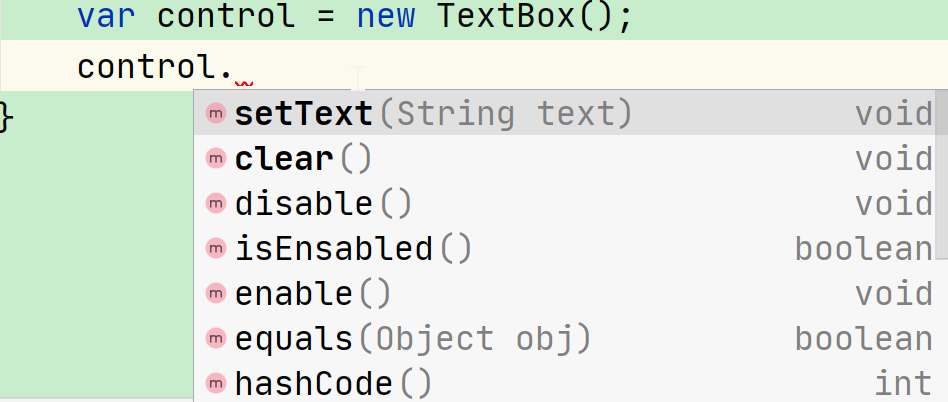 var control = new TextBox();
control.
}
m setText(String text) void
m clear() void
m disable() void
m isEnsabled() boolean
m enable() void
m equals(Object obj) boolean
m hashCode() int